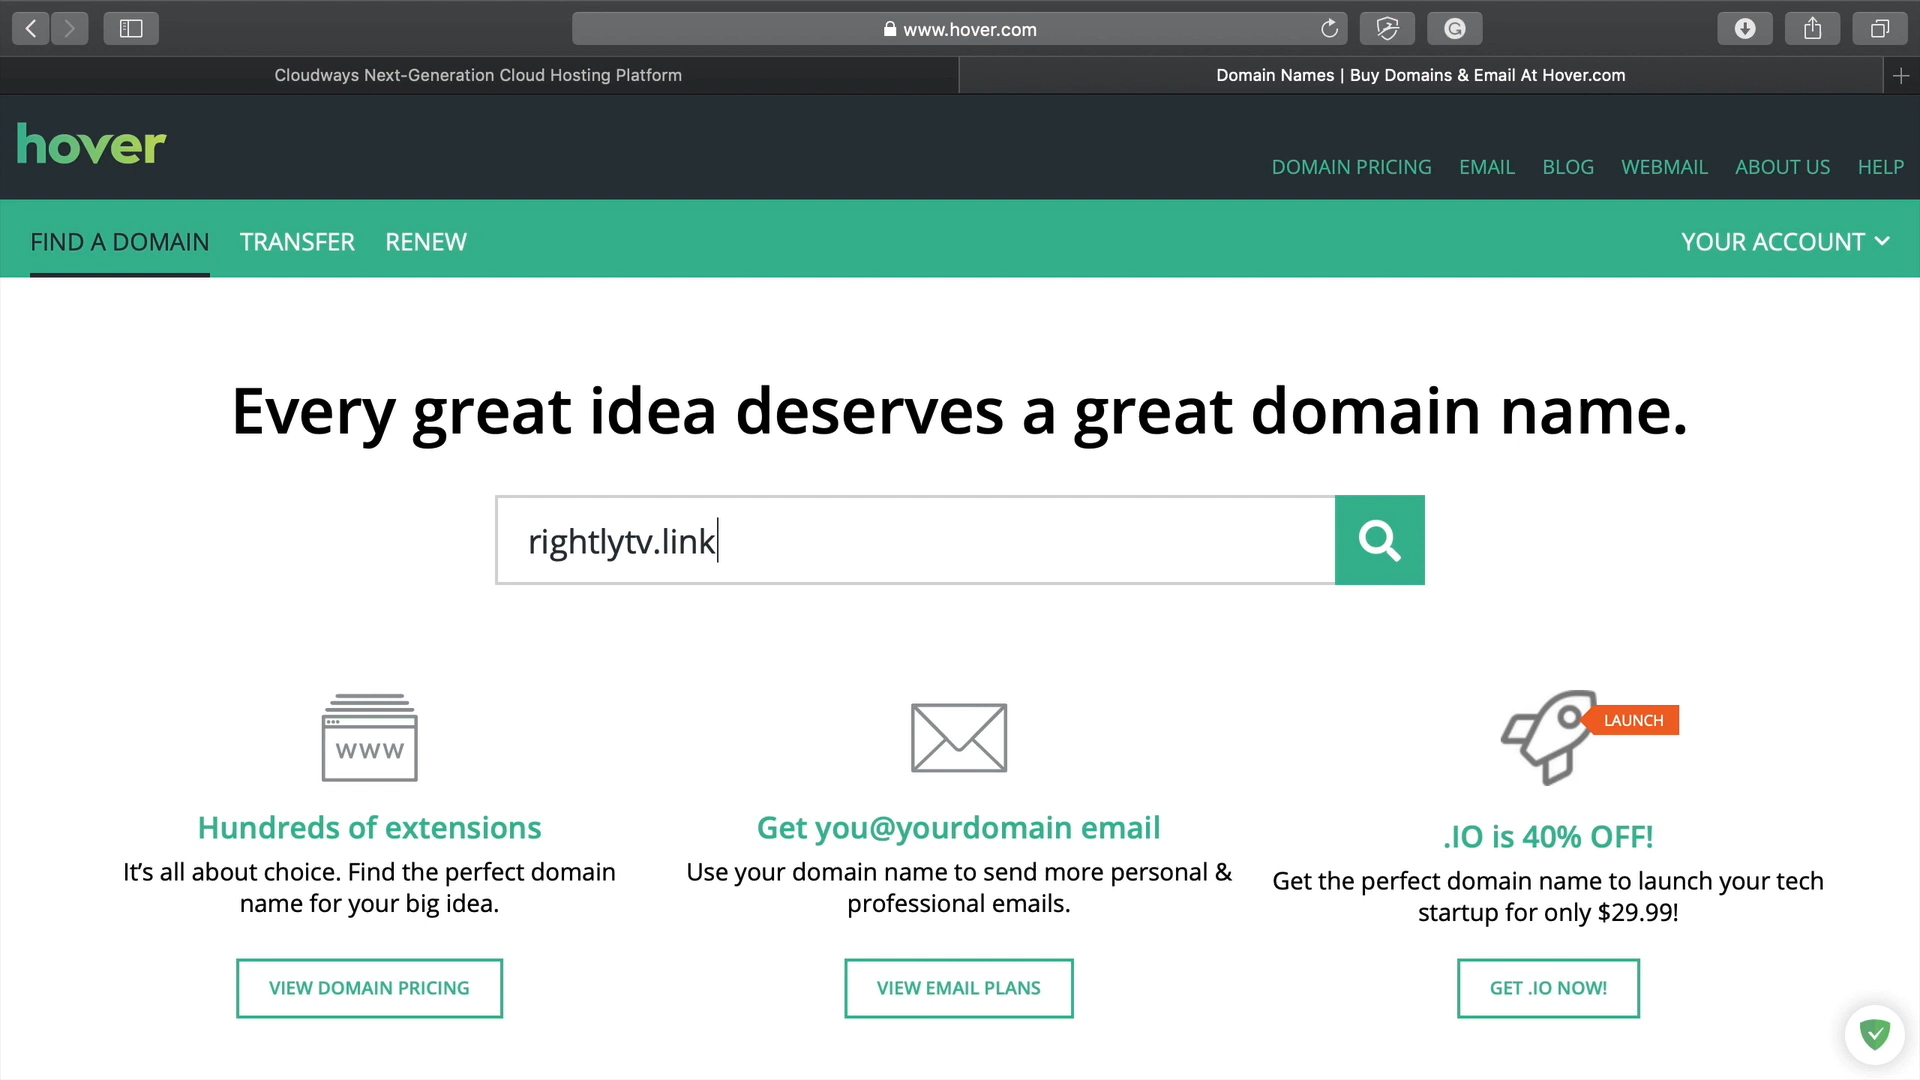 www.hover.com
Cloudways Next-Generation Cloud Hosting Platform
Domain Names | Buy Domains & Email At Hover.com
hover
DOMAIN PRICING EMAIL BLOG WEBMAIL ABOUT US HELP
FIND A DOMAIN TRANSFER RENEW YOUR ACCOUNT
Every great idea deserves a great domain name.
rightlytv.link
WWW
LAUNCH
Hundreds of extensions
It’s all about choice. Find the perfect domain
name for your big idea.
VIEW DOMAIN PRICING
Get you@yourdomain email
Use your domain name to send more personal &
professional emails.
VIEW EMAIL PLANS
.IO is 40% OFF!
Get the perfect domain name to launch your tech
startup for only $29.99!
GET .IO NOW!